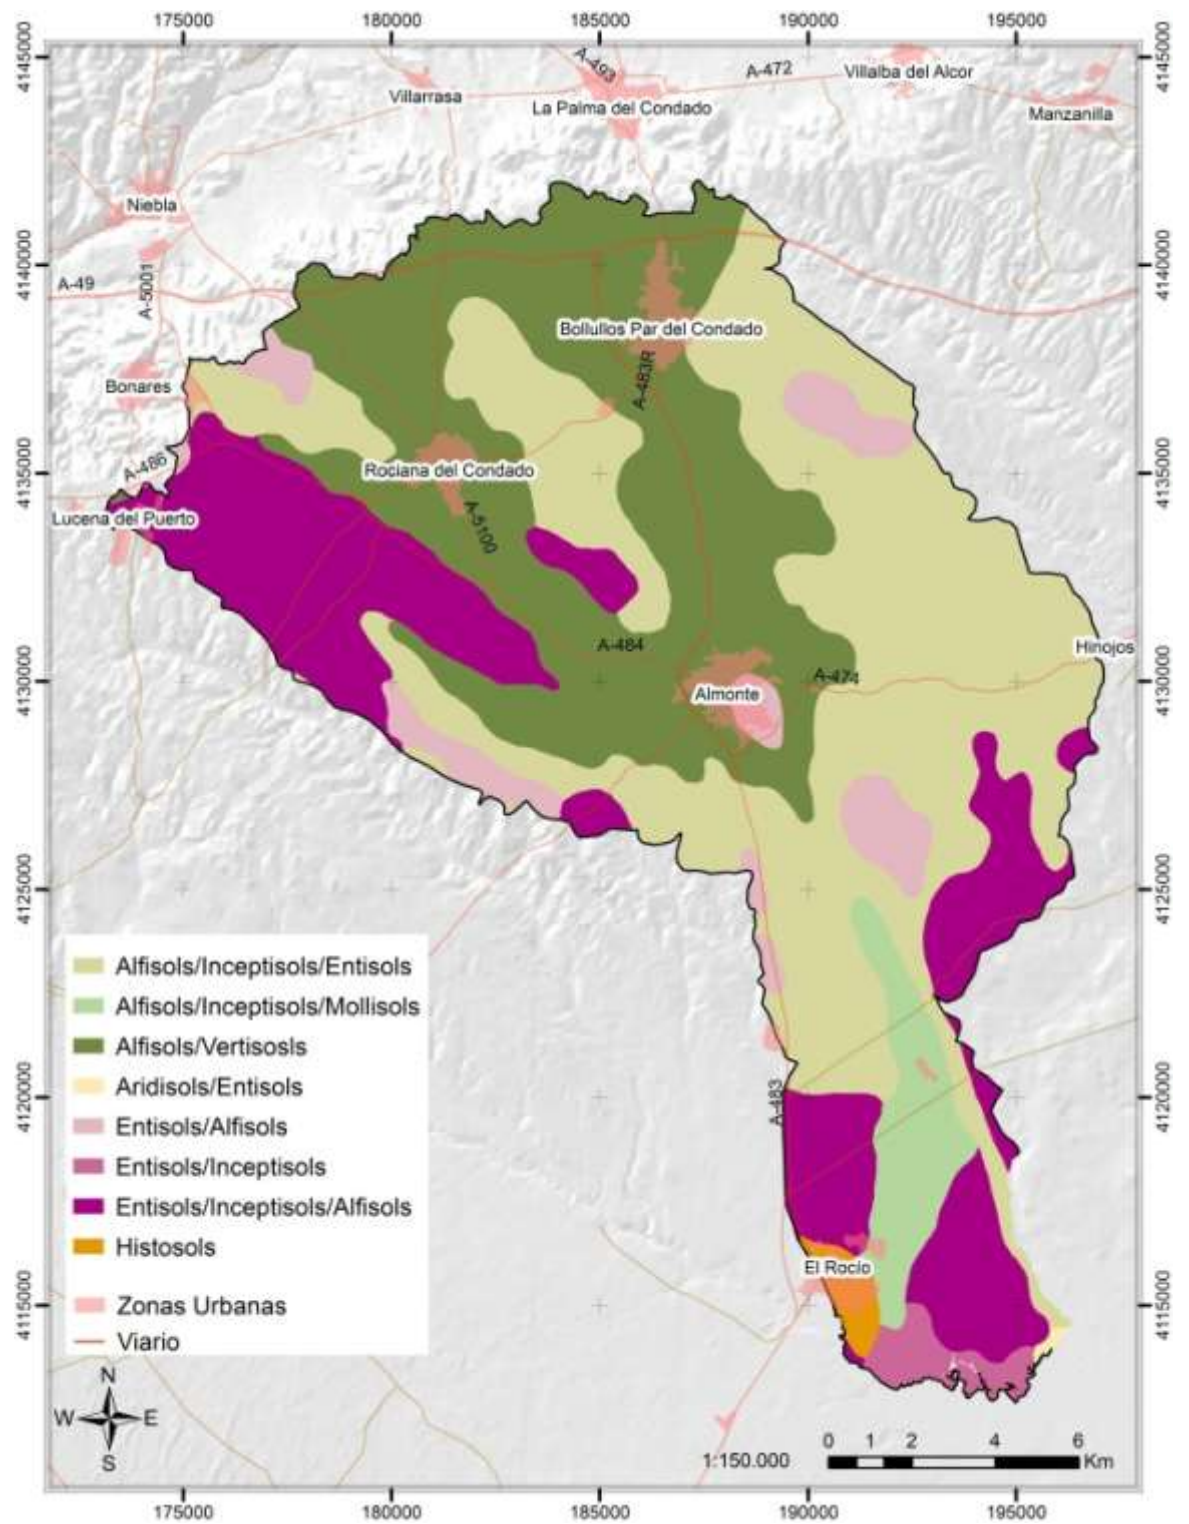 175000 180000 185000 190000 195000
4145000 4145000
A-493
A-472
Villalba del Alcor
Villarrasa
La Palma del Condado
Manzanilla
Niebla
4140000 4140000
A-49
A-5001
Bollullos Par del Condado
A-483R
Bonares
4135000 4135000
A-486
Rociana del Condado
A-5100
Lucena del Puerto
A-484
Hinojos
4130000 4130000
A-474
Almonte
4125000 4125000
Alfisols/Inceptisols/Entisols
Alfisols/Inceptisols/Mollisols
Alfisols/Vertisosls
Aridisols/Entisols
Entisols/Alfisols
Entisols/Inceptisols
Entisols/Inceptisols/Alfisols
Histosols
Zonas Urbanas
Viario
4120000 4120000
A-483
El Rocío
4115000 4115000
N
W E
S
1:150.000
0 1 2 4 6
Km
175000 180000 185000 190000 195000